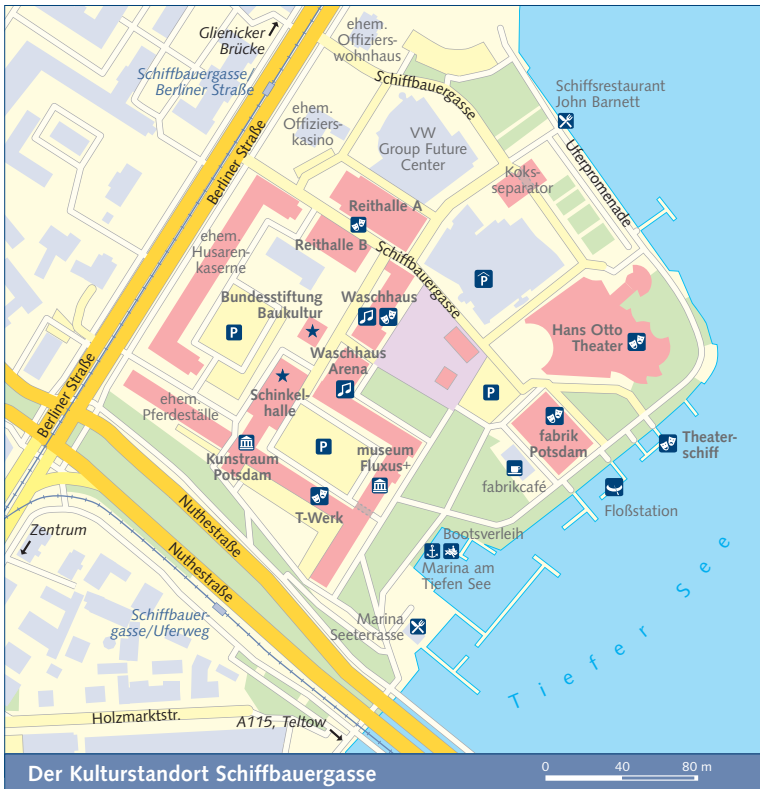 Glienicker
Brücke
ehem.
Offiziers-
wohnhaus
Schiffbauergasse/
Berliner Straße
Schiffbauergasse
Schiffsrestaurant
John Barnett
ehem.
Offiziers-
kasino
VW
Group Future
Center
Berliner Straße
Uferpromenade
Koks-
separator
Reithalle A
ehem.
Husaren-
kaserne
Reithalle B
Schiffbauergasse
P
Bundesstiftung
Baukultur
Waschhaus
P
Hans Otto
Theater
Waschhaus
Arena
Berliner Straße
ehem.
Pferdeställe
Schinkel-
halle
P
fabrik
Potsdam
Theater-
schiff
Kunstraum
Potsdam
P
museum
Fluxus+
fabrikcafé
Floßstation
T-Werk
Nuthestraße
Zentrum
Nuthestraße
Bootsverleih
Marina am
Tiefen See
Schiffbauer-
gasse/Uferweg
Marina
Seeterrasse
Tiefer See
Holzmarktstr.
A115, Teltow
Der Kulturstandort Schiffbauergasse
0 40 80 m